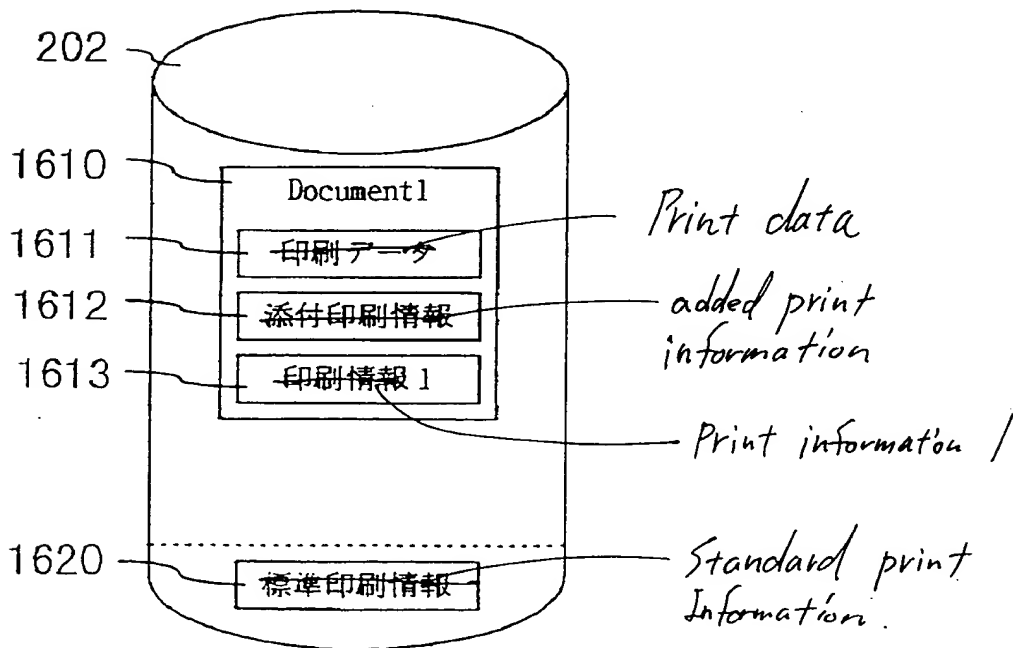 202
1610
Document1
1611
印刷データ
Print data
1612
添付印刷情報
added print
information
1613
印刷情報1
Print information 1
1620
標準印刷情報
Standard print
Information.